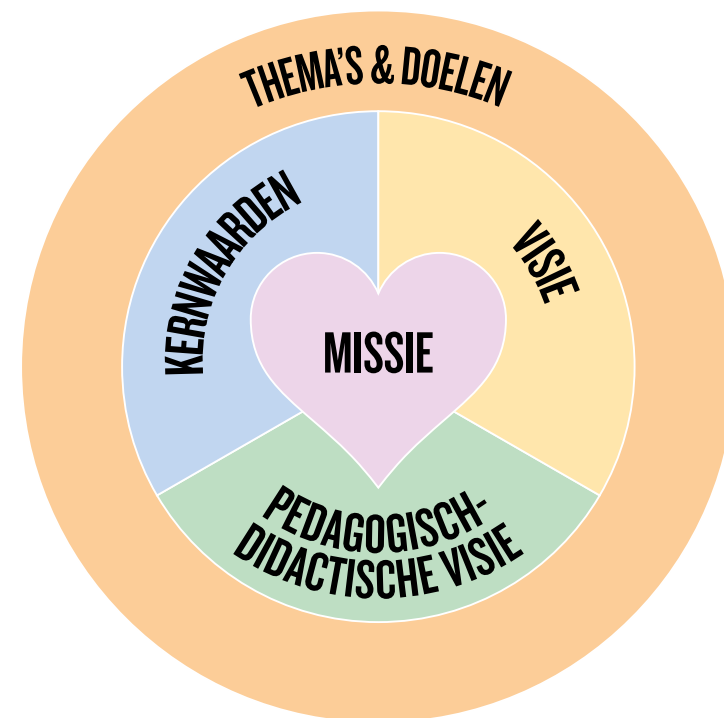 THEMA'S & DOELEN
KERNWAARDEN
VISIE
MISSIE
PEDAGOGISCH-
DIDACTISCHE VISIE